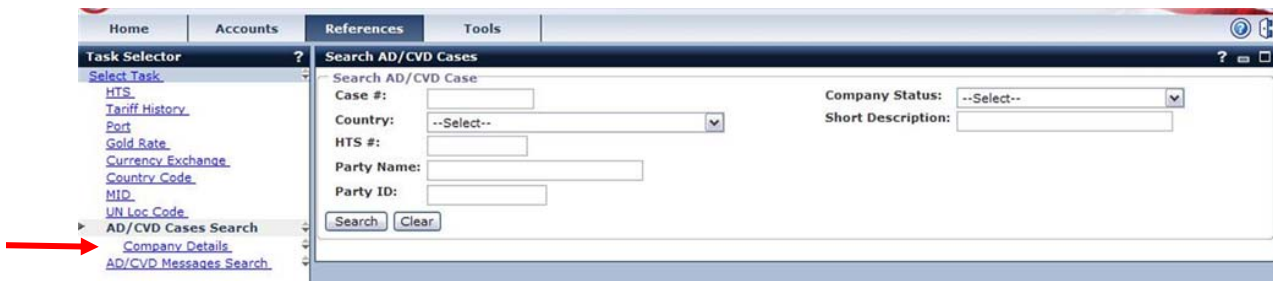 Home Accounts References Tools
Task Selector ?
Select Task
HTS
Tariff History
Port
Gold Rate
Currency Exchange
Country Code
MID
UN Loc Code
AD/CVD Cases Search
Company Details
AD/CVD Messages Search
Search AD/CVD Cases ?
Search AD/CVD Case
Case #:
Country: --Select--
HTS #:
Party Name:
Party ID:
Company Status: --Select--
Short Description:
Search Clear